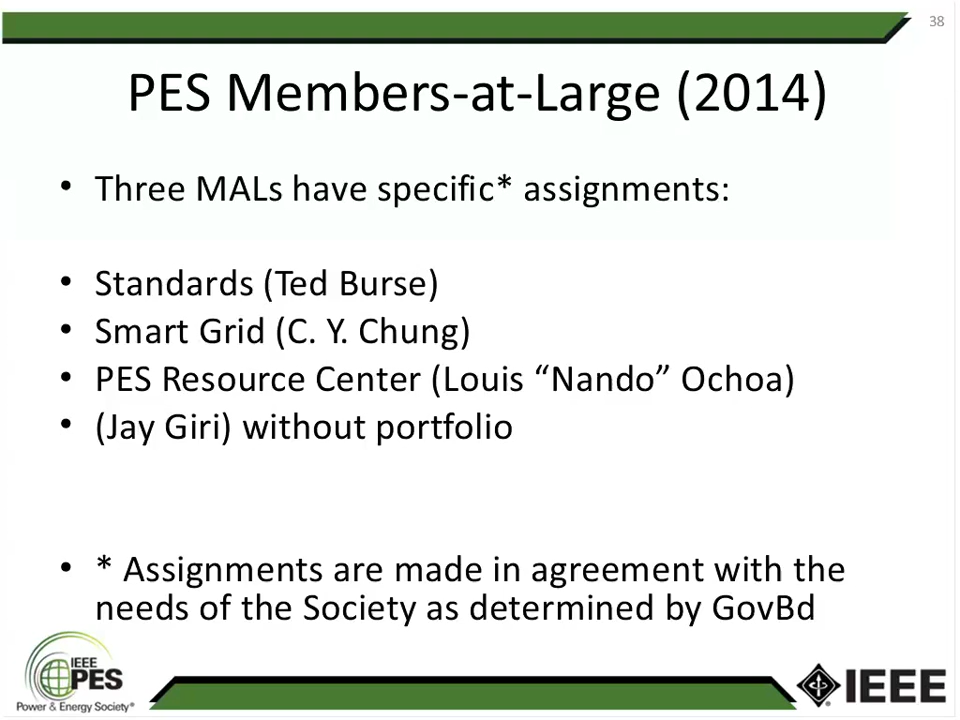 38
PES Members-at-Large (2014)
• Three MALs have specific* assignments:
• Standards (Ted Burse)
• Smart Grid (C. Y. Chung)
• PES Resource Center (Louis “Nando” Ochoa)
• (Jay Giri) without portfolio
• * Assignments are made in agreement with the
needs of the Society as determined by GovBd
IEEE
PES
Power & Energy Society®
IEEE